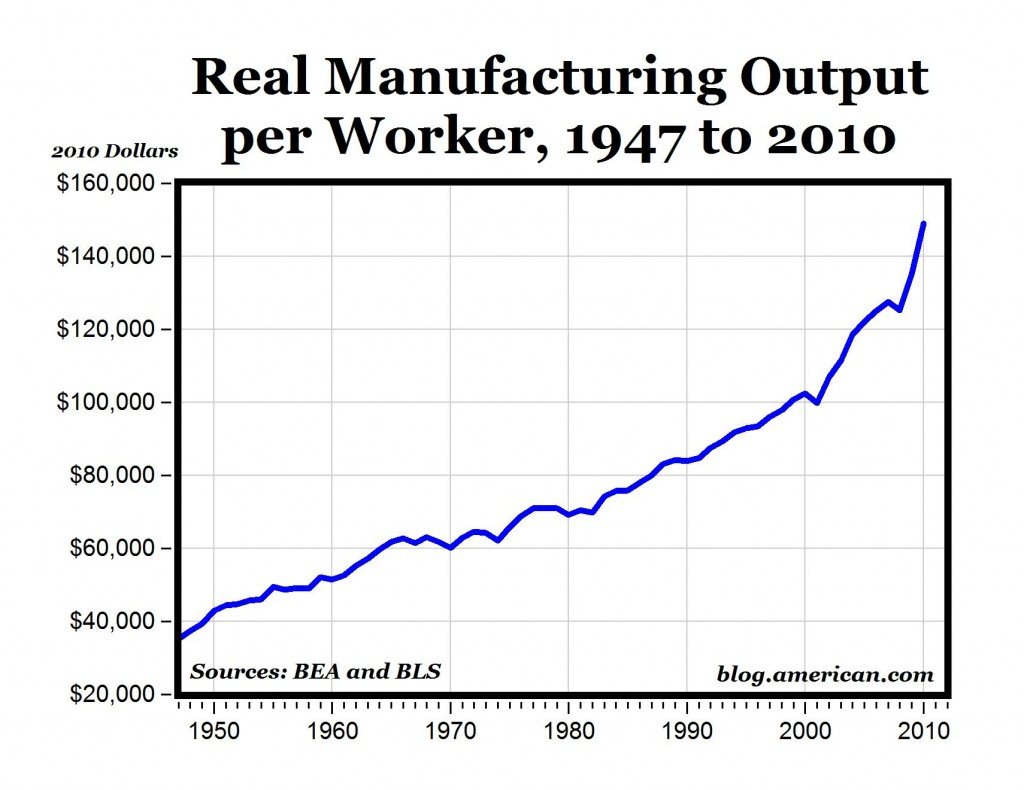 Real Manufacturing Output
per Worker, 1947 to 2010
2010 Dollars
$160,000
$140,000
$120,000
$100,000
$80,000
$60,000
$40,000
$20,000
Sources: BEA and BLS
blog.american.com
1950 1960 1970 1980 1990 2000 2010